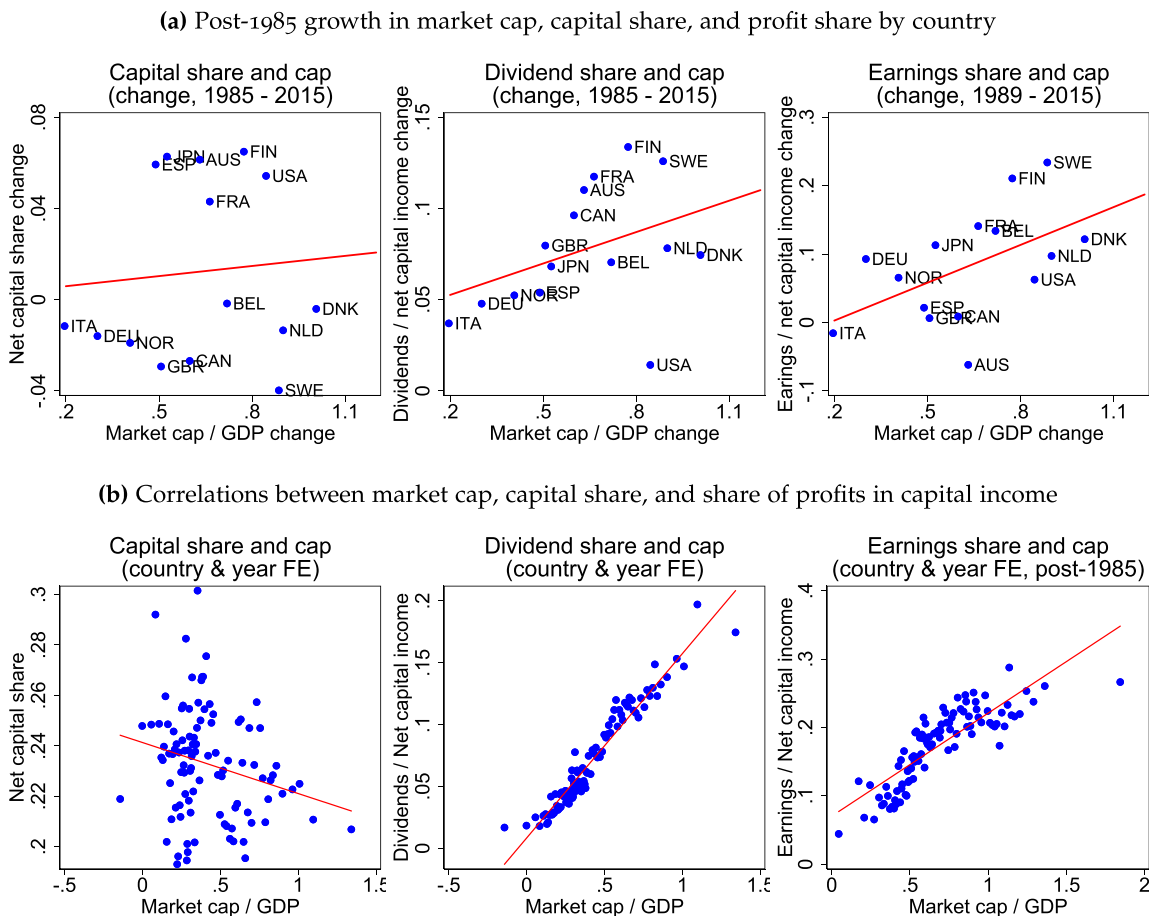 (a) Post-1985 growth in market cap, capital share, and profit share by country
Capital share and cap
(change, 1985 - 2015)
Net capital share change
.08
.04
0
-.04
JPN
ESP
AUS
FIN
USA
FRA
BEL
DNK
ITA
DEU
NOR
NLD
GBR
CAN
SWE
.2
.5
.8
1.1
Market cap / GDP change
Dividend share and cap
(change, 1985 - 2015)
Dividends / net capital income change
.15
.1
.05
0
FIN
SWE
FRA
AUS
CAN
GBR
NLD
DNK
JPN
BEL
NOR
ESP
DEU
ITA
USA
.2
.5
.8
1.1
Market cap / GDP change
Earnings share and cap
(change, 1989 - 2015)
Earings / net capital income change
.3
.2
.1
0
-.1
SWE
FIN
FRA
BEL
DNK
JPN
DEU
NLD
NOR
USA
ESP
GBR
CAN
ITA
AUS
.2
.5
.8
1.1
Market cap / GDP change
(b) Correlations between market cap, capital share, and share of profits in capital income
Capital share and cap
(country & year FE)
Net capital share
.3
.28
.26
.24
.22
.2
-.5
0
.5
1
1.5
Market cap / GDP
Dividend share and cap
(country & year FE)
Dividends / Net capital income
.2
.15
.1
.05
0
-.5
0
.5
1
1.5
Market cap / GDP
Earnings share and cap
(country & year FE, post-1985)
Earnings / Net capital income
.4
.3
.2
.1
0
0
.5
1
1.5
2
Market cap / GDP